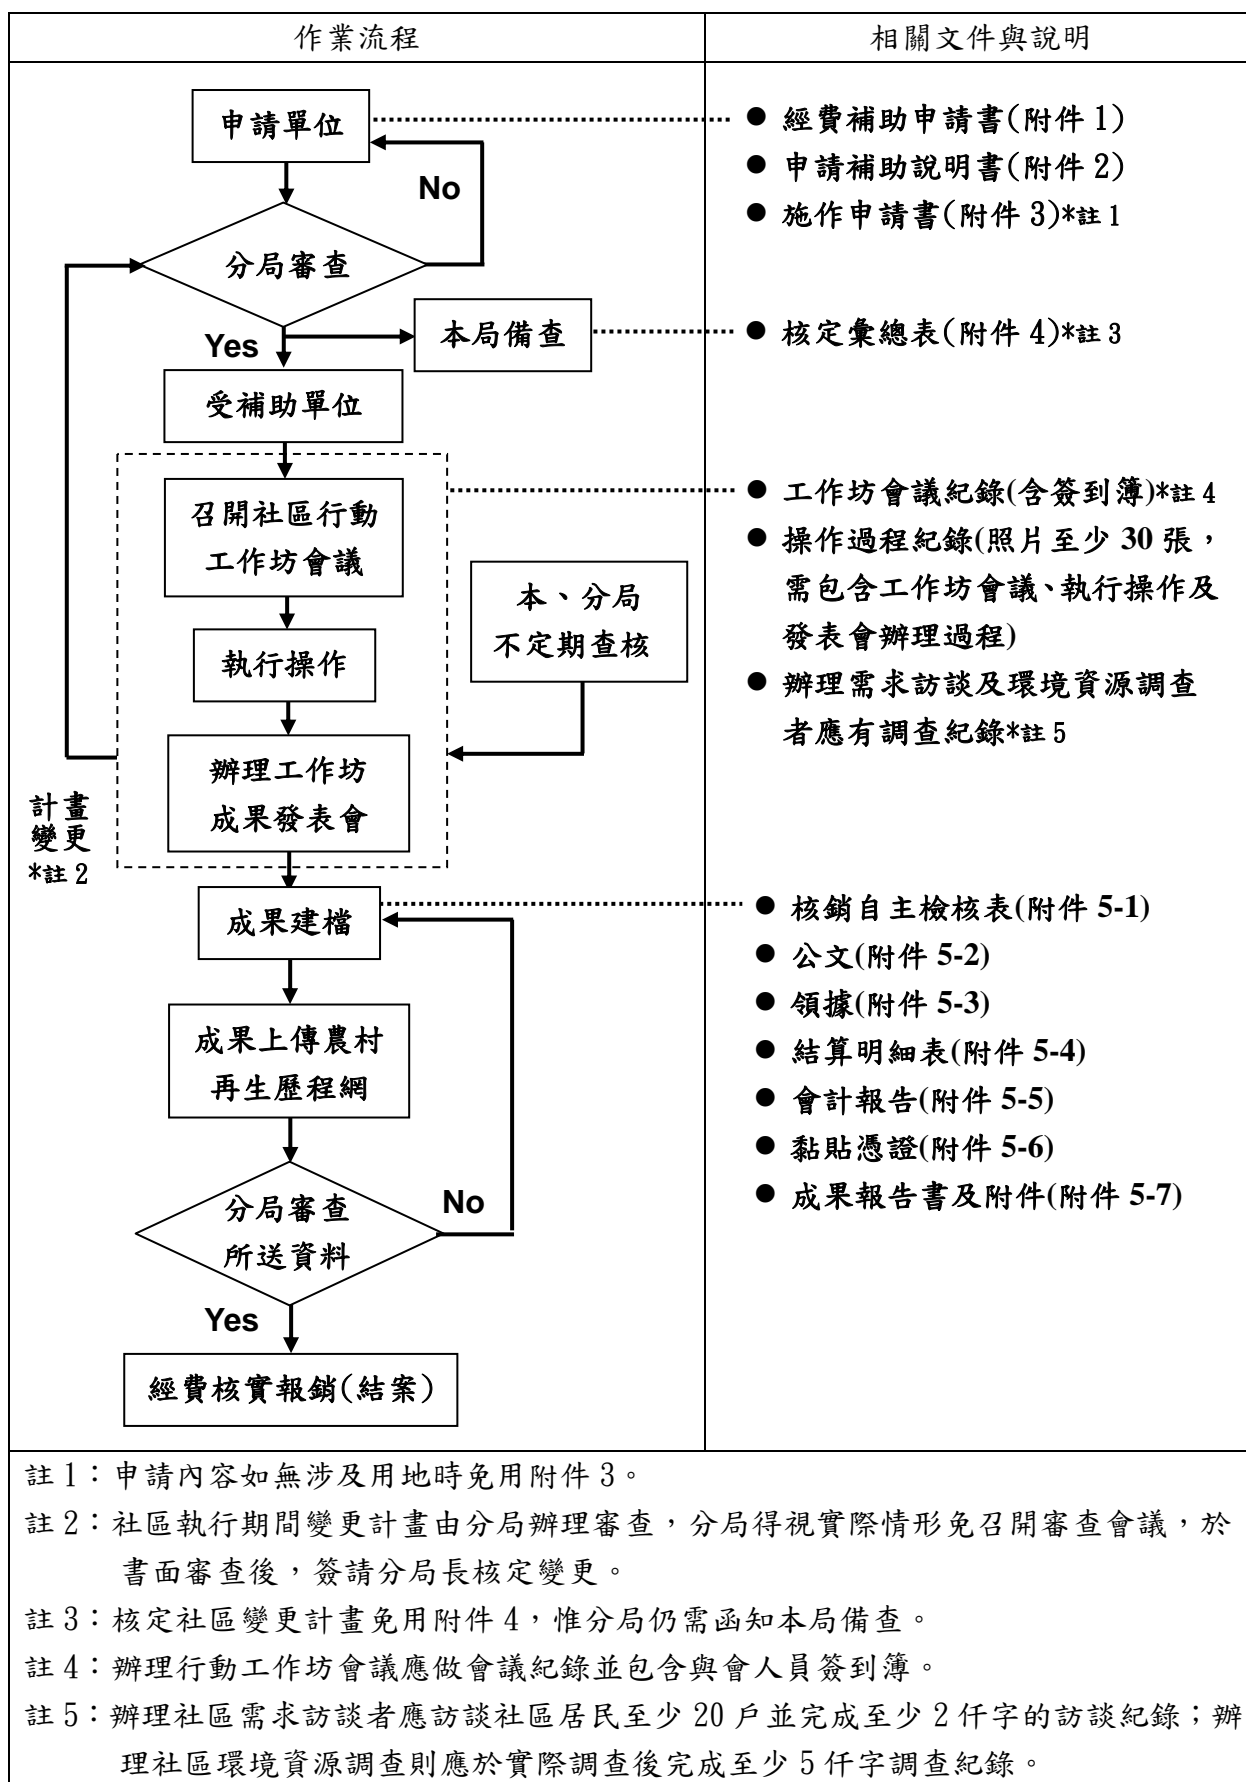 作業流程
相關文件與說明
申請單位
No
分局審查
Yes
本局備查
受補助單位
召開社區行動
工作坊會議
執行操作
本、分局
不定期查核
辦理工作坊
成果發表會
計畫
變更
*註 2
成果建檔
成果上傳農村
再生歷程網
分局審查
所送資料
No
Yes
經費核實報銷(結案)
● 經費補助申請書(附件 1)
● 申請補助說明書(附件 2)
● 施作申請書(附件 3)*註 1
● 核定彙總表(附件 4)*註 3
● 工作坊會議紀錄(含簽到簿)*註 4
● 操作過程紀錄(照片至少 30 張，
需包含工作坊會議、執行操作及
發表會辦理過程)
● 辦理需求訪談及環境資源調查
者應有調查紀錄*註 5
● 核銷自主檢核表(附件 5-1)
● 公文(附件 5-2)
● 領據(附件 5-3)
● 結算明細表(附件 5-4)
● 會計報告(附件 5-5)
● 黏貼憑證(附件 5-6)
● 成果報告書及附件(附件 5-7)
註 1：申請內容如無涉及用地時免用附件 3。
註 2：社區執行期間變更計畫由分局辦理審查，分局得視實際情形免召開審查會議，於
書面審查後，簽請分局長核定變更。
註 3：核定社區變更計畫免用附件 4，惟分局仍需函知本局備查。
註 4：辦理行動工作坊會議應做會議紀錄並包含與會人員簽到簿。
註 5：辦理社區需求訪談者應訪談社區居民至少 20 戶並完成至少 2 仟字的訪談紀錄；辦
理社區環境資源調查則應於實際調查後完成至少 5 仟字調查紀錄。